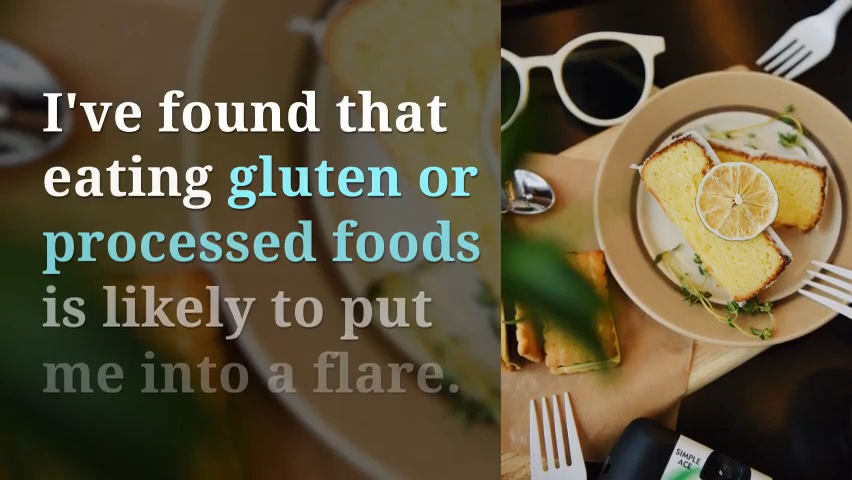 I've found that
eating gluten or
processed foods
is likely to put
me into a flare.
SIMPLE
ACE